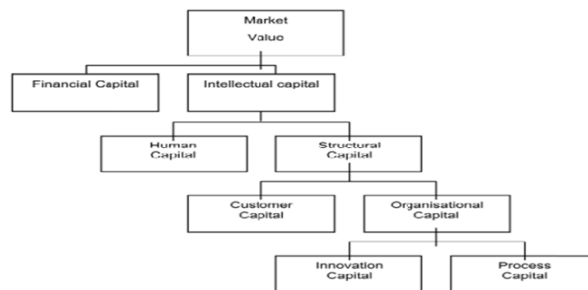 Market
Value
Financial Capital
Intellectual capital
Human
Capital
Structural
Capital
Customer
Capital
Organisational
Capital
Innovation
Capital
Process
Capital